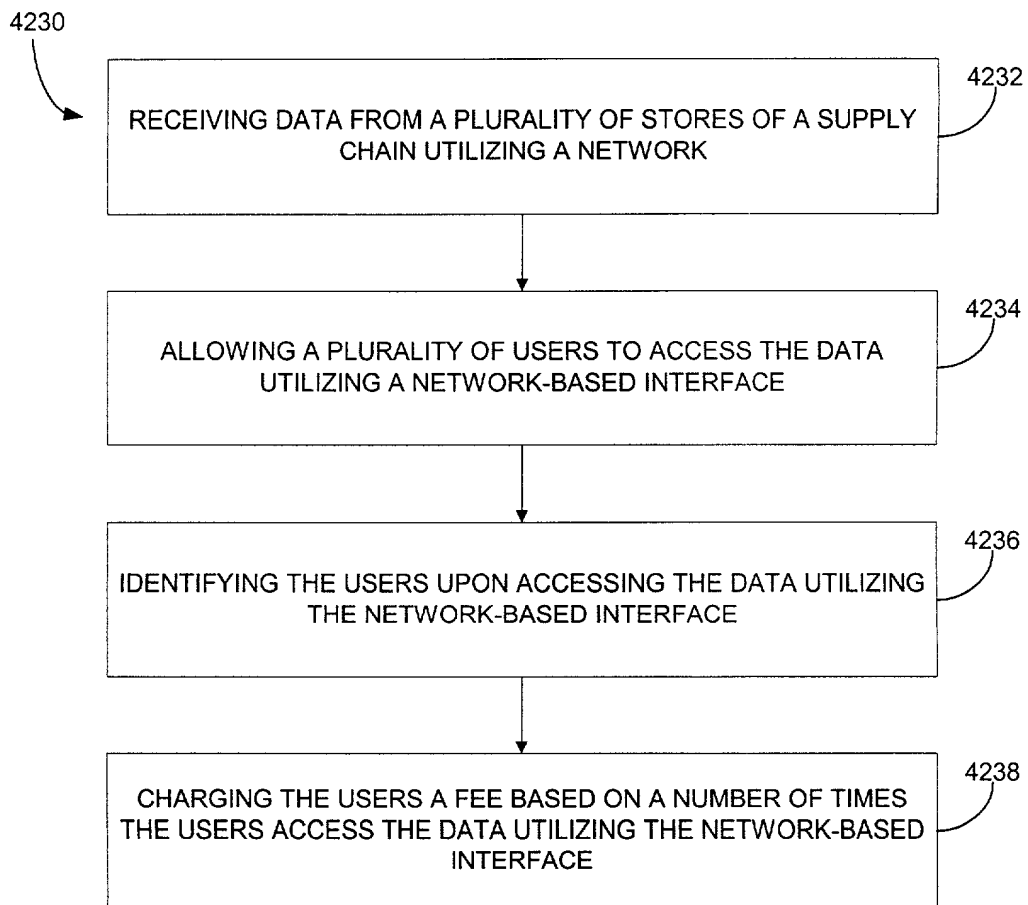 4230
4232
RECEIVING DATA FROM A PLURALITY OF STORES OF A SUPPLY
CHAIN UTILIZING A NETWORK
4234
ALLOWING A PLURALITY OF USERS TO ACCESS THE DATA
UTILIZING A NETWORK-BASED INTERFACE
4236
IDENTIFYING THE USERS UPON ACCESSING THE DATA UTILIZING
THE NETWORK-BASED INTERFACE
4238
CHARGING THE USERS A FEE BASED ON A NUMBER OF TIMES
THE USERS ACCESS THE DATA UTILIZING THE NETWORK-BASED
INTERFACE